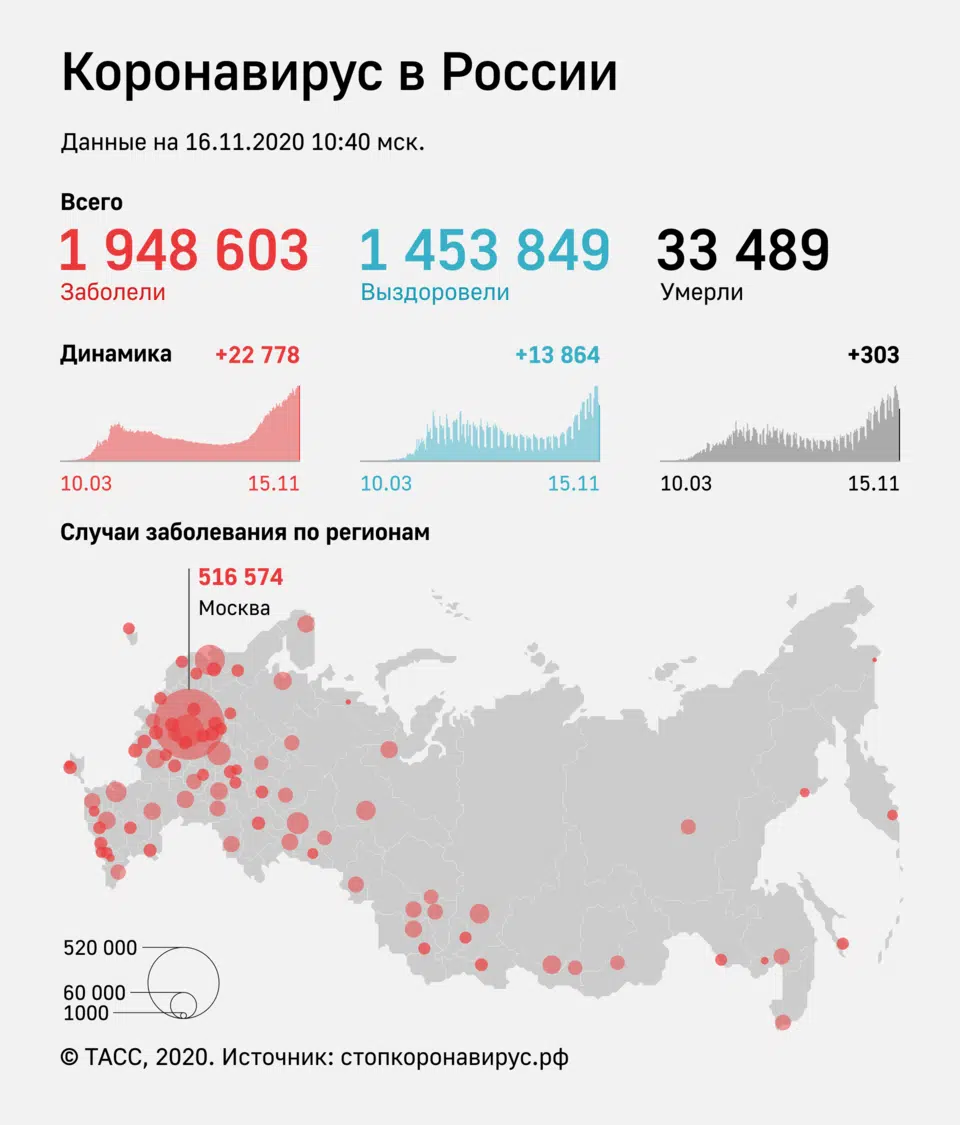 Коронавирус в России
Данные на 16.11.2020 10:40 мск.
Всего
1 948 603 1 453 849 33 489
Заболели Выздоровели Умерли
Динамика +22 778 +13 864 +303
10.03 15.11 10.03 15.11 10.03 15.11
Случаи заболевания по регионам
516 574
Москва
520 000
60 000
1000
© ТАСС, 2020. Источник: стопкоронавирус.рф